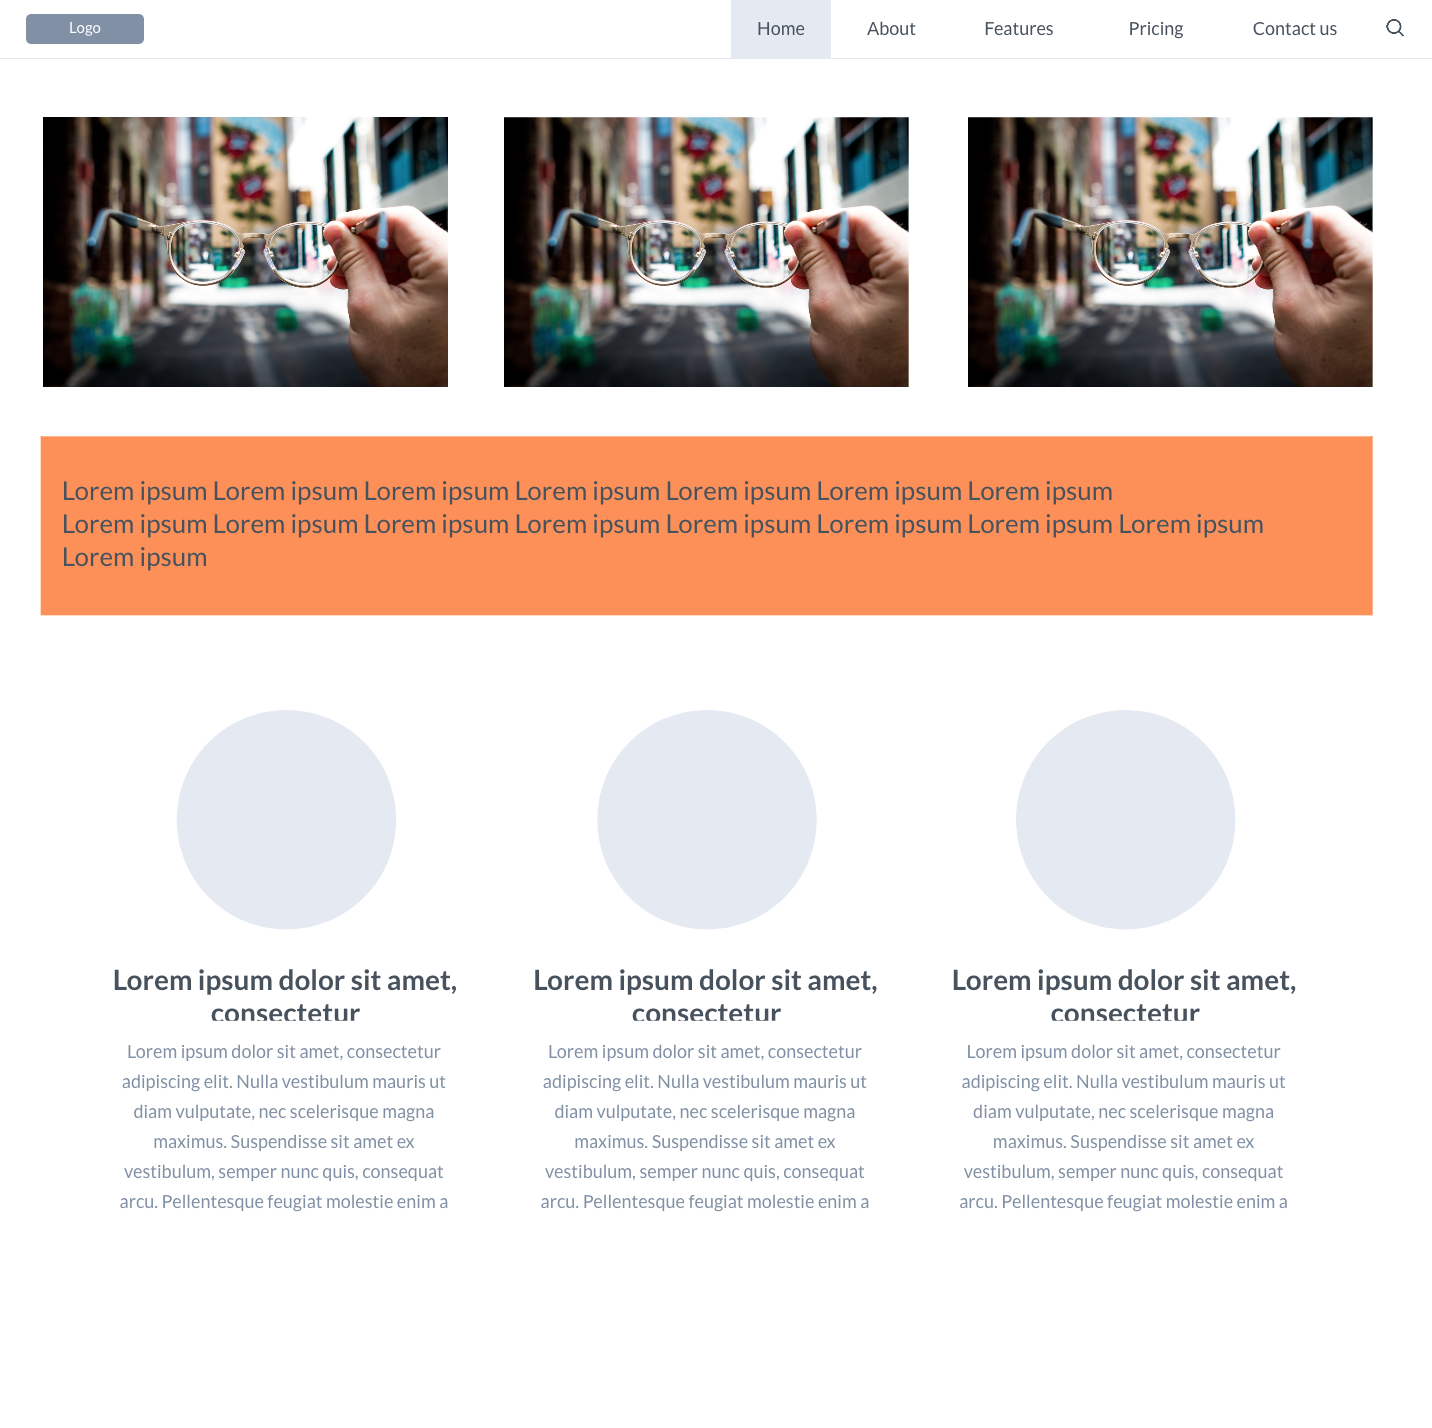 Logo
Home About Features Pricing Contact us
Lorem ipsum Lorem ipsum Lorem ipsum Lorem ipsum Lorem ipsum Lorem ipsum Lorem ipsum
Lorem ipsum Lorem ipsum Lorem ipsum Lorem ipsum Lorem ipsum Lorem ipsum Lorem ipsum Lorem ipsum
Lorem ipsum
Lorem ipsum dolor sit amet,
consectetur
Lorem ipsum dolor sit amet, consectetur
adipiscing elit. Nulla vestibulum mauris ut
diam vulputate, nec scelerisque magna
maximus. Suspendisse sit amet ex
vestibulum, semper nunc quis, consequat
arcu. Pellentesque feugiat molestie enim a
Lorem ipsum dolor sit amet,
consectetur
Lorem ipsum dolor sit amet, consectetur
adipiscing elit. Nulla vestibulum mauris ut
diam vulputate, nec scelerisque magna
maximus. Suspendisse sit amet ex
vestibulum, semper nunc quis, consequat
arcu. Pellentesque feugiat molestie enim a
Lorem ipsum dolor sit amet,
consectetur
Lorem ipsum dolor sit amet, consectetur
adipiscing elit. Nulla vestibulum mauris ut
diam vulputate, nec scelerisque magna
maximus. Suspendisse sit amet ex
vestibulum, semper nunc quis, consequat
arcu. Pellentesque feugiat molestie enim a